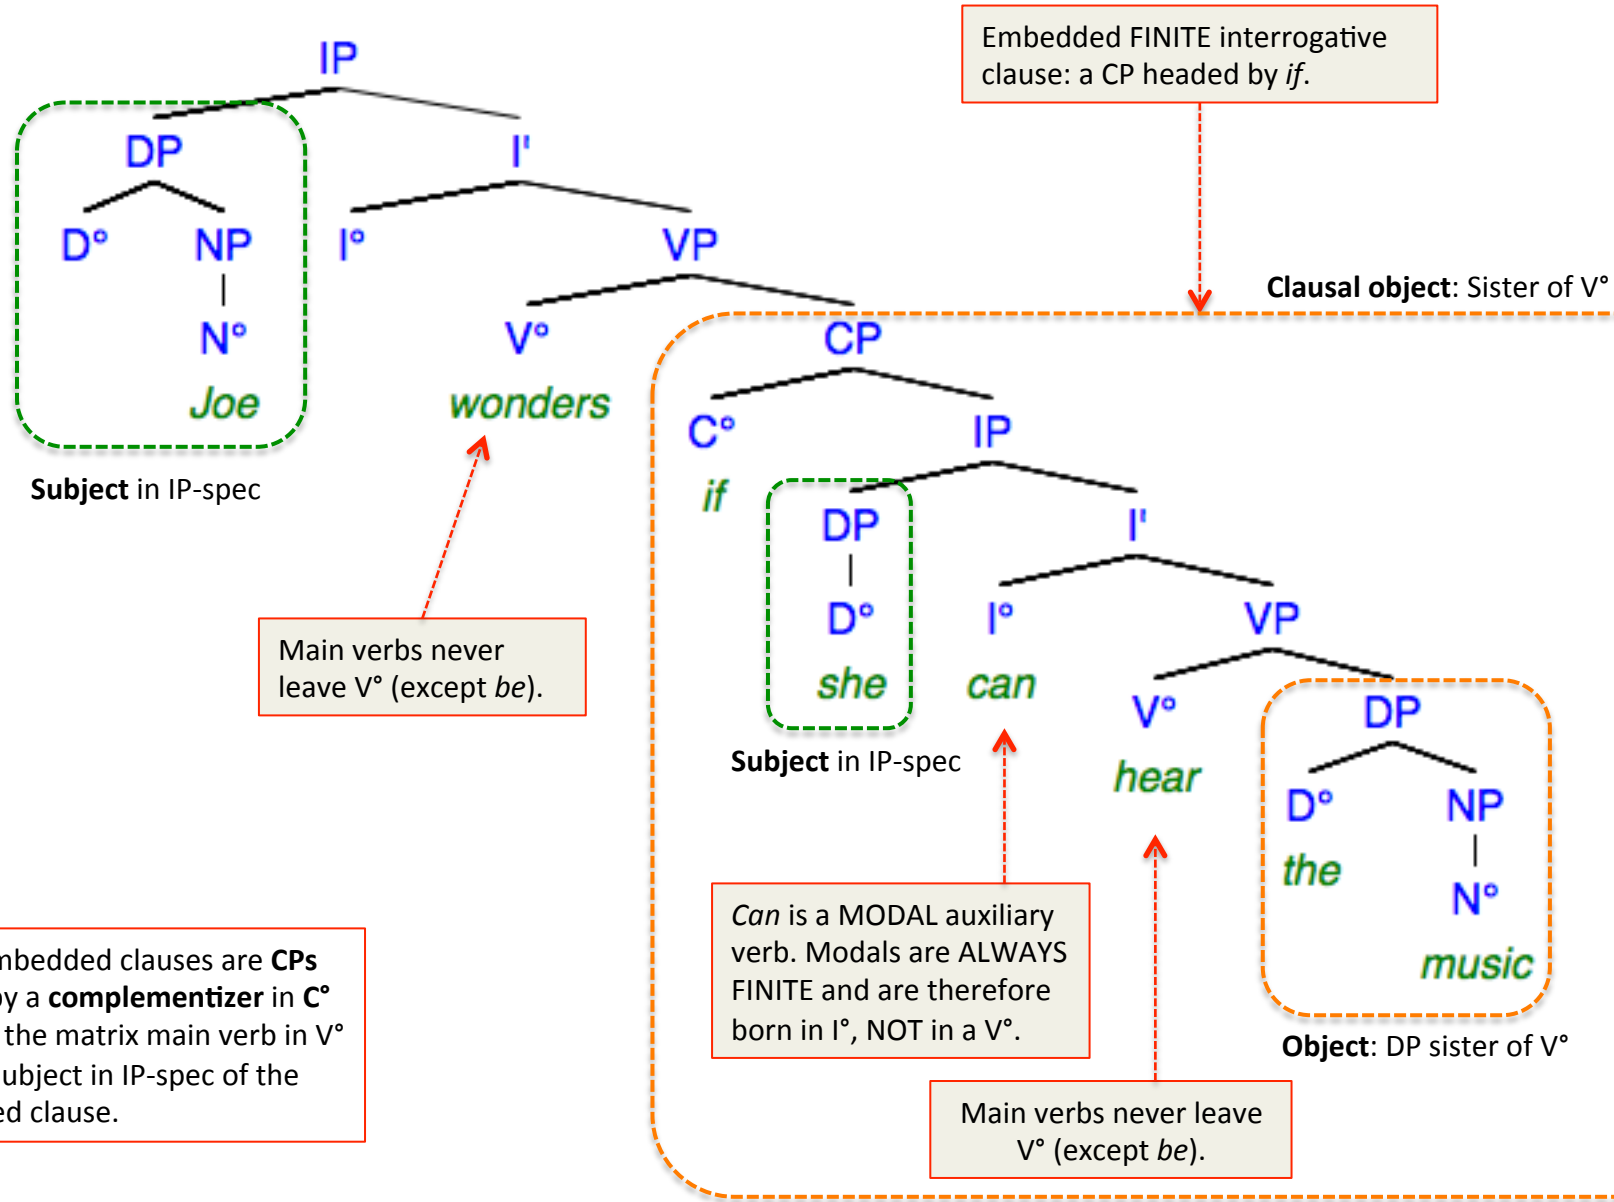 Embedded FINITE interrogative
clause: a CP headed by if.
IP
DP I'
D° NP I° VP
Clausal object: Sister of V°
N° V° CP
Joe wonders
C° IP
Subject in IP-spec
if
DP I'
D° I° VP
Main verbs never
leave V° (except be).
she can
V° DP
Subject in IP-spec
hear
D° NP
the
N°
music
Can is a MODAL auxiliary
verb. Modals are ALWAYS
FINITE and are therefore
born in I°, NOT in a V°.
Object: DP sister of V°
embedded clauses are CPs
by a complementizer in C°
the matrix main verb in V°
subject in IP-spec of the
clause.
Main verbs never leave
V° (except be).